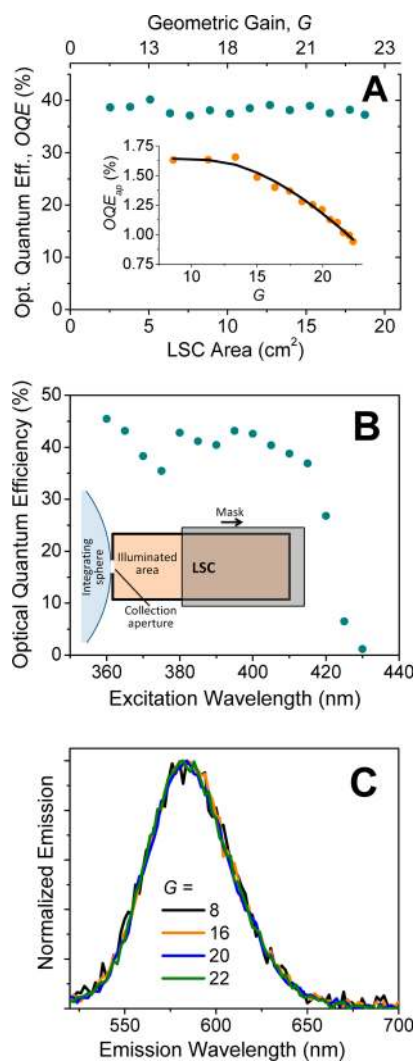 Geometric Gain, G
0 13 18 21 23
A
Opt. Quantum Eff., OQE (%)
50
40
30
20
10
0
OQEap (%)
1.75
1.50
1.25
1.00
0.75
10 15 20
G
0 5 10 15 20
LSC Area (cm2)
B
Optical Quantum Efficiency (%)
50
40
30
20
10
0
Mask
Integrating
sphere
Illuminated
area
LSC
Collection
aperture
360 380 400 420 440
Excitation Wavelength (nm)
C
Normalized Emission
G =
8
16
20
22
550 600 650 700
Emission Wavelength (nm)